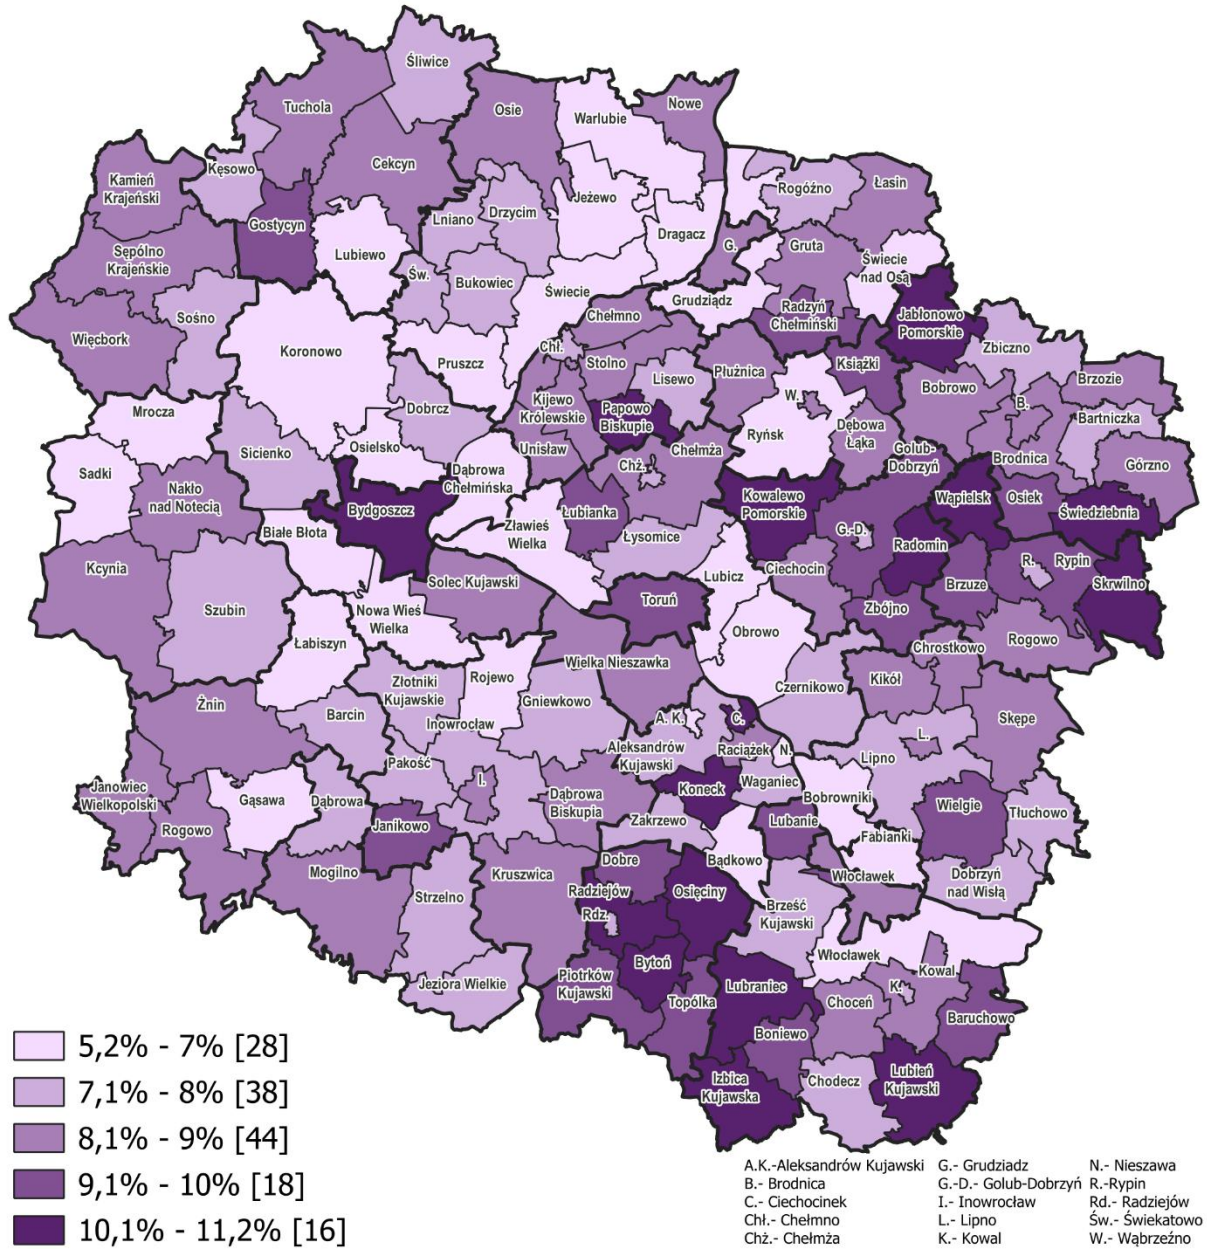 Śliwice
Tuchola
Osie
Warlubie
Nowe
Kęsowo
Cekcyn
Kamień
Krajeński
Rogóźno
Łasin
Jeżewo
Drzycim
Lniano
Gostycyn
Dragacz
G.
Gruta
Sępólno
Krajeńskie
Lubiewo
Św.
Bukowiec
Świecie
nad Osą
Świecie
Grudziądz
Radzyń
Chełmiński
Sośno
Więcbork
Chełmno
Jabłonowo
Pomorskie
Koronowo
Chł.
Zbiczno
Pruszcz
Stolno
Płużnica
Książki
Lisewo
Bobrowo
Brzozie
Mrocza
Dobrcz
Kijewo
Królewskie
Papowo
Biskupie
W.
B.
Bartniczka
Dębowa
Łąka
Osielsko
Sicienko
Ryńsk
Unisław
Chełmża
Golub-
Dobrzyń
Brodnica
Górzno
Sadki
Dąbrowa
Chełmińska
Chż.
Nakło
nad Notecią
Kowalewo
Pomorskie
Wąpielsk
Osiek
Świedziebnia
Bydgoszcz
Zławieś
Wielka
Łubianka
Białe Błota
Łysomice
G.-D.
Radomin
Kcynia
Ciechocin
R.
Rypin
Lubicz
Solec Kujawski
Brzuze
Skrwilno
Szubin
Toruń
Zbójno
Nowa Wieś
Wielka
Łabiszyn
Obrowo
Rogowo
Chrostkowo
Wielka Nieszawka
Rojewo
Złotniki
Kujawskie
Kikół
Czernikowo
Gniewkowo
Żnin
Barcin
Inowrocław
A. K.
C.
Skępe
L.
Raciążek
N.
Aleksandrów
Kujawski
Lipno
Pakość
I.
Waganiec
Koneck
Janowiec
Wielkopolski
Gąsawa
Dąbrowa
Dąbrowa
Biskupia
Bobrowniki
Wielgie
Tłuchowo
Rogowo
Janikowo
Zakrzewo
Lubanie
Fabianki
Dobre
Bądkowo
Mogilno
Kruszwica
Włocławek
Dobrzyń
nad Wisłą
Radziejów
Osięciny
Strzelno
Brześć
Kujawski
Rdz.
Włocławek
Bytoń
Kowal
Piotrków
Kujawski
Jeziora Wielkie
Lubraniec
K.
Topólka
Choceń
Baruchowo
Boniewo
Lubień
Kujawski
Izbica
Kujawska
Chodecz
5,2% - 7% [28]
7,1% - 8% [38]
8,1% - 9% [44]
9,1% - 10% [18]
10,1% - 11,2% [16]
A.K.-Aleksandrów Kujawski
B.- Brodnica
C.- Ciechocinek
Chł.- Chełmno
Chż.- Chełmża
G.- Grudziadz
G.-D.- Golub-Dobrzyń
I.- Inowrocław
L.- Lipno
K.- Kowal
N.- Nieszawa
R.-Rypin
Rd.- Radziejów
Św.- Świekatowo
W.- Wąbrzeźno